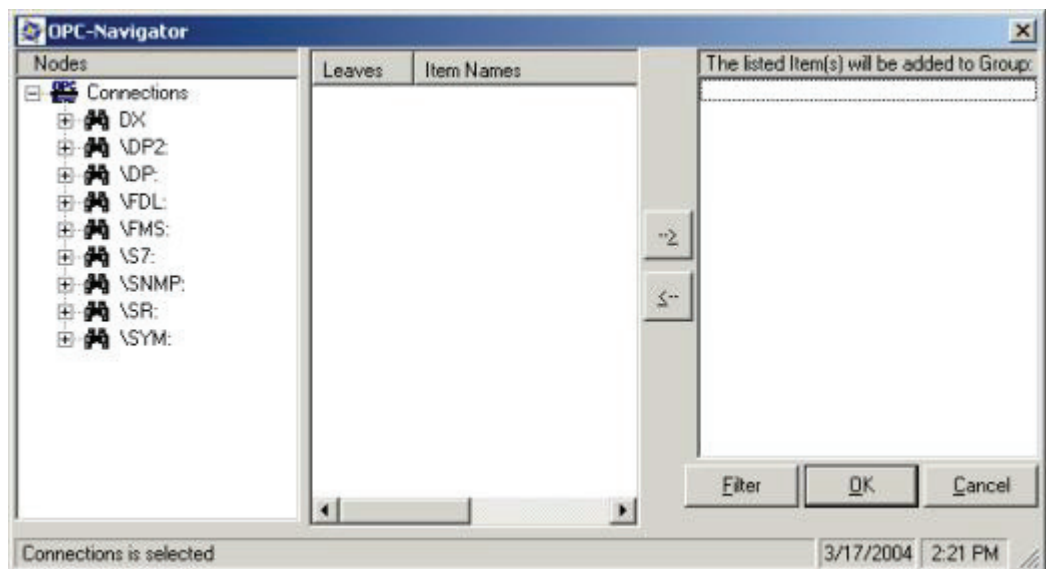 OPC-Navigator
Nodes
Connections
DX
\DP2:
\DP:
\FDL:
\FMS:
\S7:
\SNMP:
\SR:
\SYM:
Leaves Item Names
-->
<--
The listed Item(s) will be added to Group:
Filter OK Cancel
Connections is selected 3/17/2004 2:21 PM